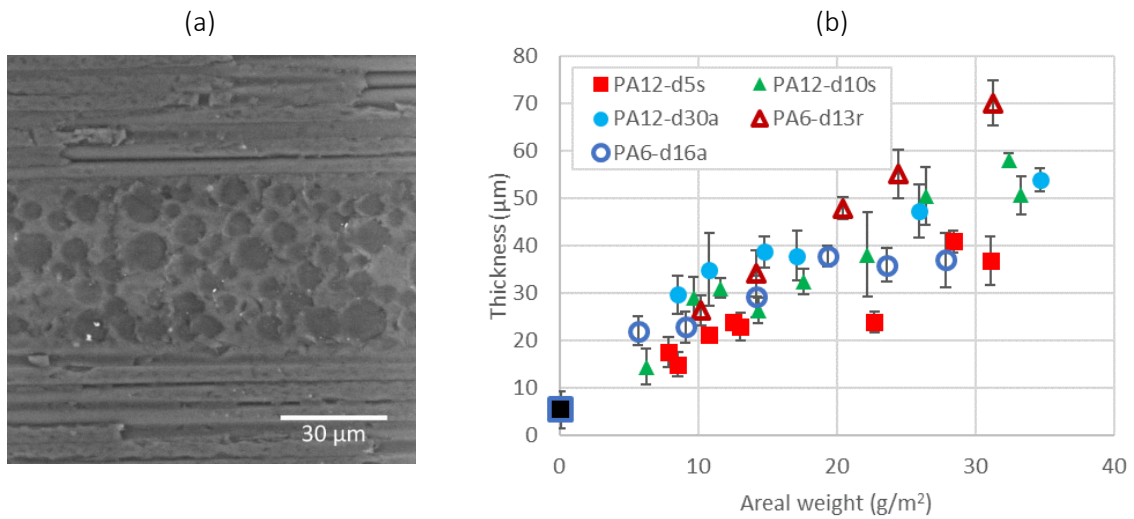 (a)
(b)
30 µm
Thickness (µm)
80
70
60
50
40
30
20
10
0
PA12-d5s
PA12-d10s
PA12-d30a
PA6-d13r
PA6-d16a
0
10
20
30
40
Areal weight (g/m²)